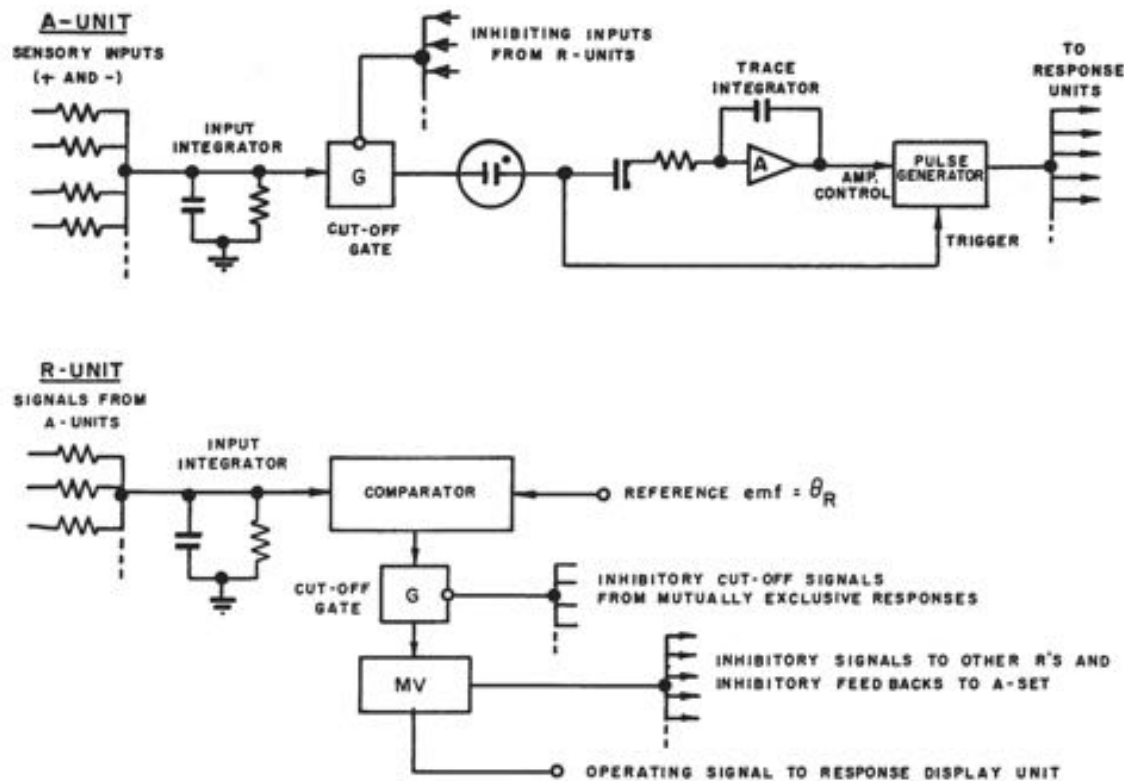 A-UNIT
SENSORY INPUTS
(+ AND -)
INPUT
INTEGRATOR
G
CUT-OFF
GATE
INHIBITING INPUTS
FROM R-UNITS
TRACE
INTEGRATOR
A
AMP.
CONTROL
PULSE
GENERATOR
TRIGGER
TO
RESPONSE
UNITS
R-UNIT
SIGNALS FROM
A-UNITS
INPUT
INTEGRATOR
COMPARATOR
REFERENCE emf = θR
CUT-OFF
GATE
G
INHIBITORY CUT-OFF SIGNALS
FROM MUTUALLY EXCLUSIVE RESPONSES
MV
INHIBITORY SIGNALS TO OTHER R'S AND
INHIBITORY FEEDBACKS TO A-SET
OPERATING SIGNAL TO RESPONSE DISPLAY UNIT